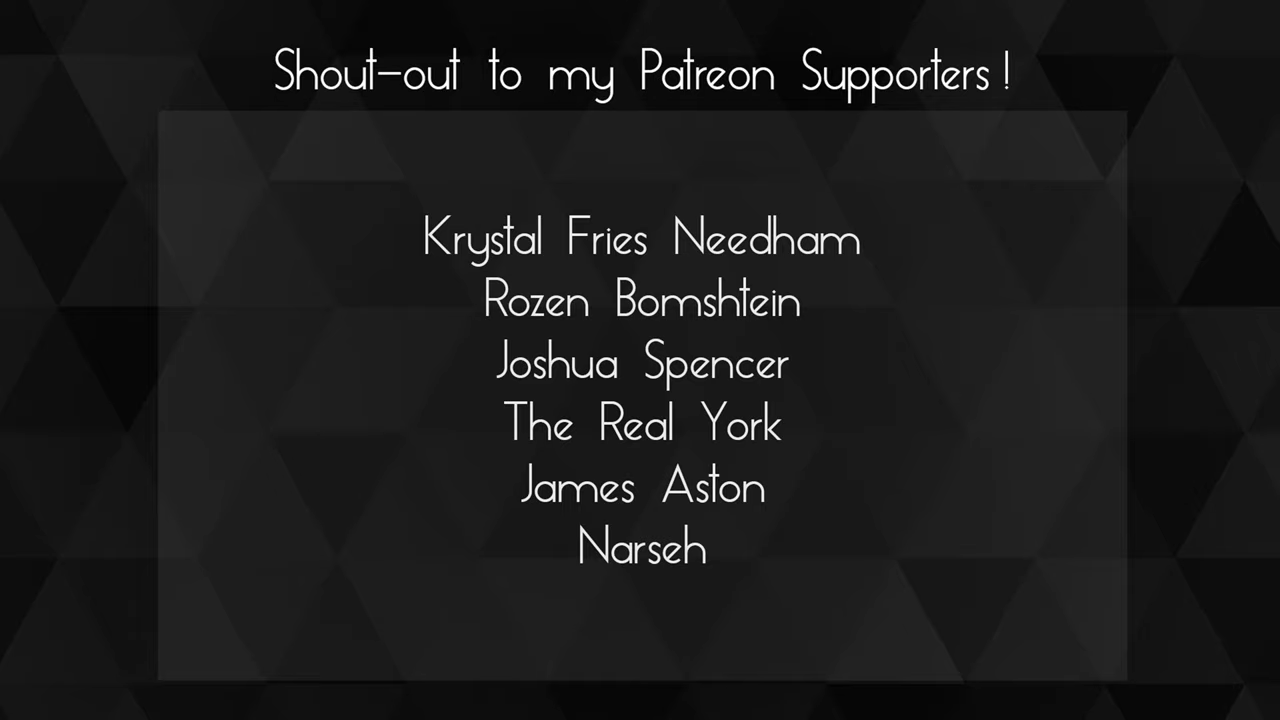 Shout-out to my Patreon Supporters!
Krystal Fries Needham
Rozen Bomshtein
Joshua Spencer
The Real York
James Aston
Narseh